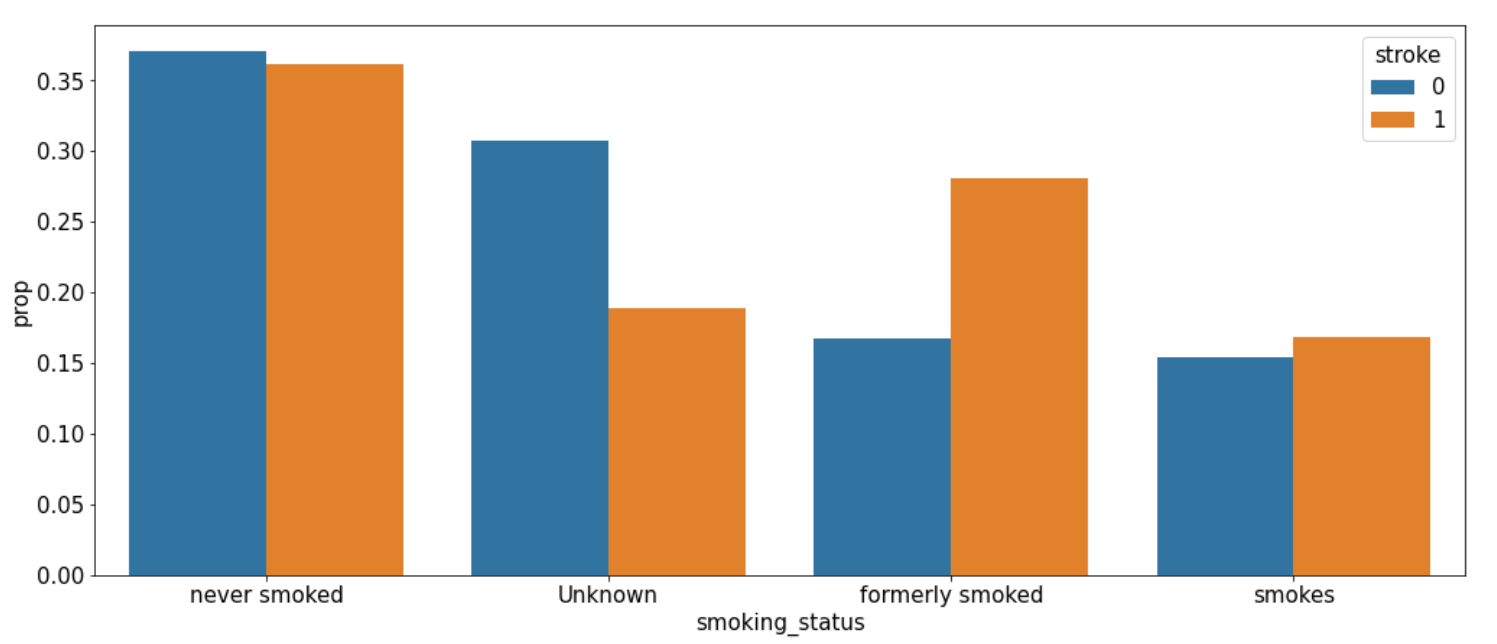 stroke
0
1
0.35
0.30
0.25
0.20
0.15
0.10
0.05
0.00
prop
never smoked
Unknown
formerly smoked
smokes
smoking_status